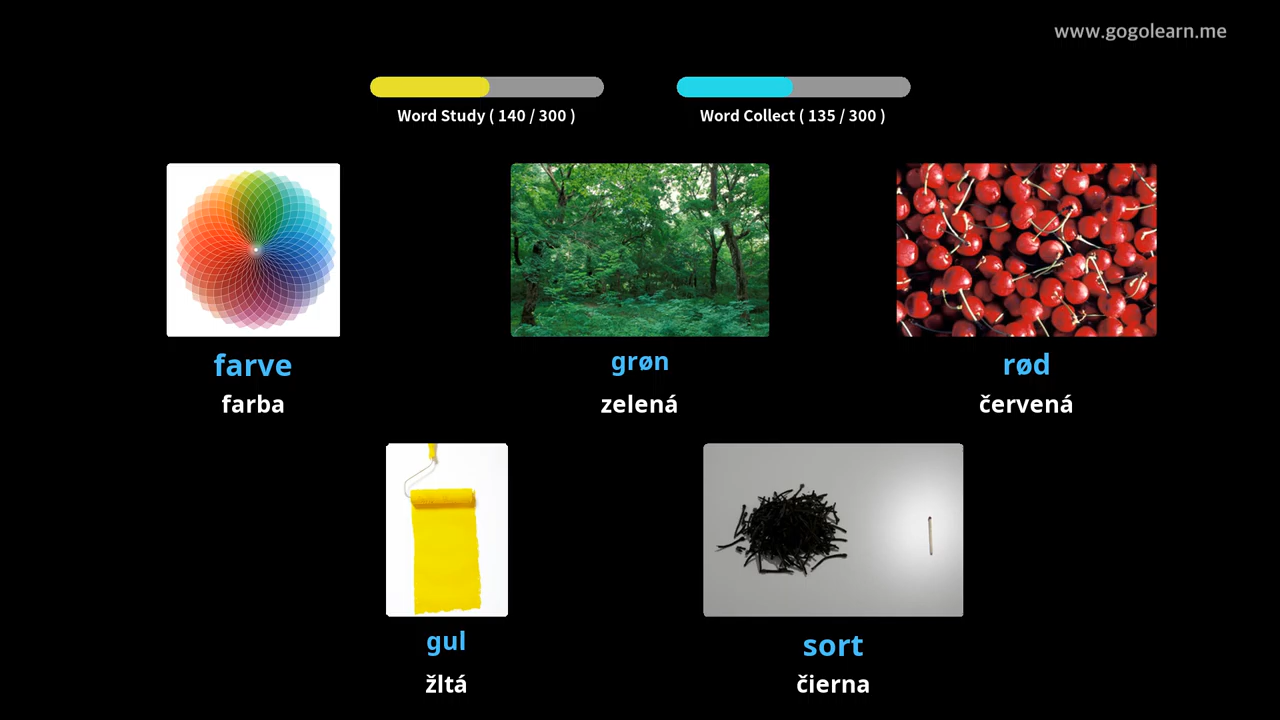 www.gogolearn.me
Word Study ( 140 / 300 )
Word Collect ( 135 / 300 )
farve
farba
grøn
zelená
rød
červená
gul
žltá
sort
čierna